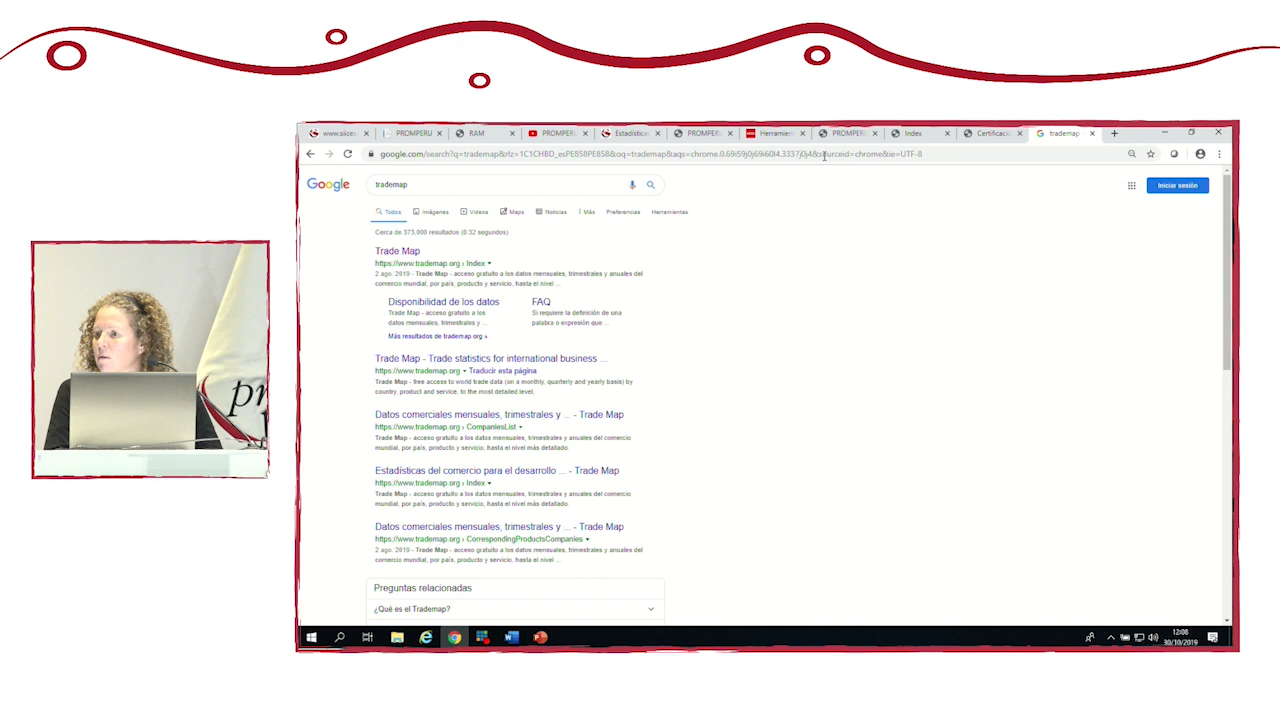 www.siice
PROMPERU
RAM
PROMPERU
Estadística
PROMPERU
Herramien
PROMPERU
Index
Certificacio
trademap
google.com/search?q=trademap&rlz=1C1CHBD_esPE858PE858&oq=trademap&aqs=chrome.0.69i59j0j69i60l4.3337j0j4&sourceid=chrome&ie=UTF-8
Google
trademap
Iniciar sesión
Todos Imágenes Videos Maps Noticias Más Preferencias Herramientas
Cerca de 373,000 resultados (0.32 segundos)
Trade Map
https://www.trademap.org › Index
2 ago. 2019 - Trade Map - acceso gratuito a los datos mensuales, trimestrales y anuales del
comercio mundial, por país, producto y servicio, hasta el nivel ...
Disponibilidad de los datos
Trade Map - acceso gratuito a los
datos mensuales, trimestrales y ...
FAQ
Si requiere la definición de una
palabra o expresión que ...
Más resultados de trademap.org »
Trade Map - Trade statistics for international business ...
https://www.trademap.org Traducir esta página
Trade Map - free access to world trade data (on a monthly, quarterly and yearly basis) by
country, product and service, to the most detailed level.
Datos comerciales mensuales, trimestrales y ... - Trade Map
https://www.trademap.org › CompaniesList
Trade Map - acceso gratuito a los datos mensuales, trimestrales y anuales del comercio
mundial, por país, producto y servicio, hasta el nivel más detallado.
Estadísticas del comercio para el desarrollo ... - Trade Map
https://www.trademap.org › Index
Trade Map - acceso gratuito a los datos mensuales, trimestrales y anuales del comercio
mundial, por país, producto y servicio, hasta el nivel más detallado.
Datos comerciales mensuales, trimestrales y ... - Trade Map
https://www.trademap.org › CorrespondingProductsCompanies
2 ago. 2019 - Trade Map - acceso gratuito a los datos mensuales, trimestrales y anuales del
comercio mundial, por país, producto y servicio, hasta el nivel ...
Preguntas relacionadas
¿Qué es el Trademap?
12:08
30/10/2019